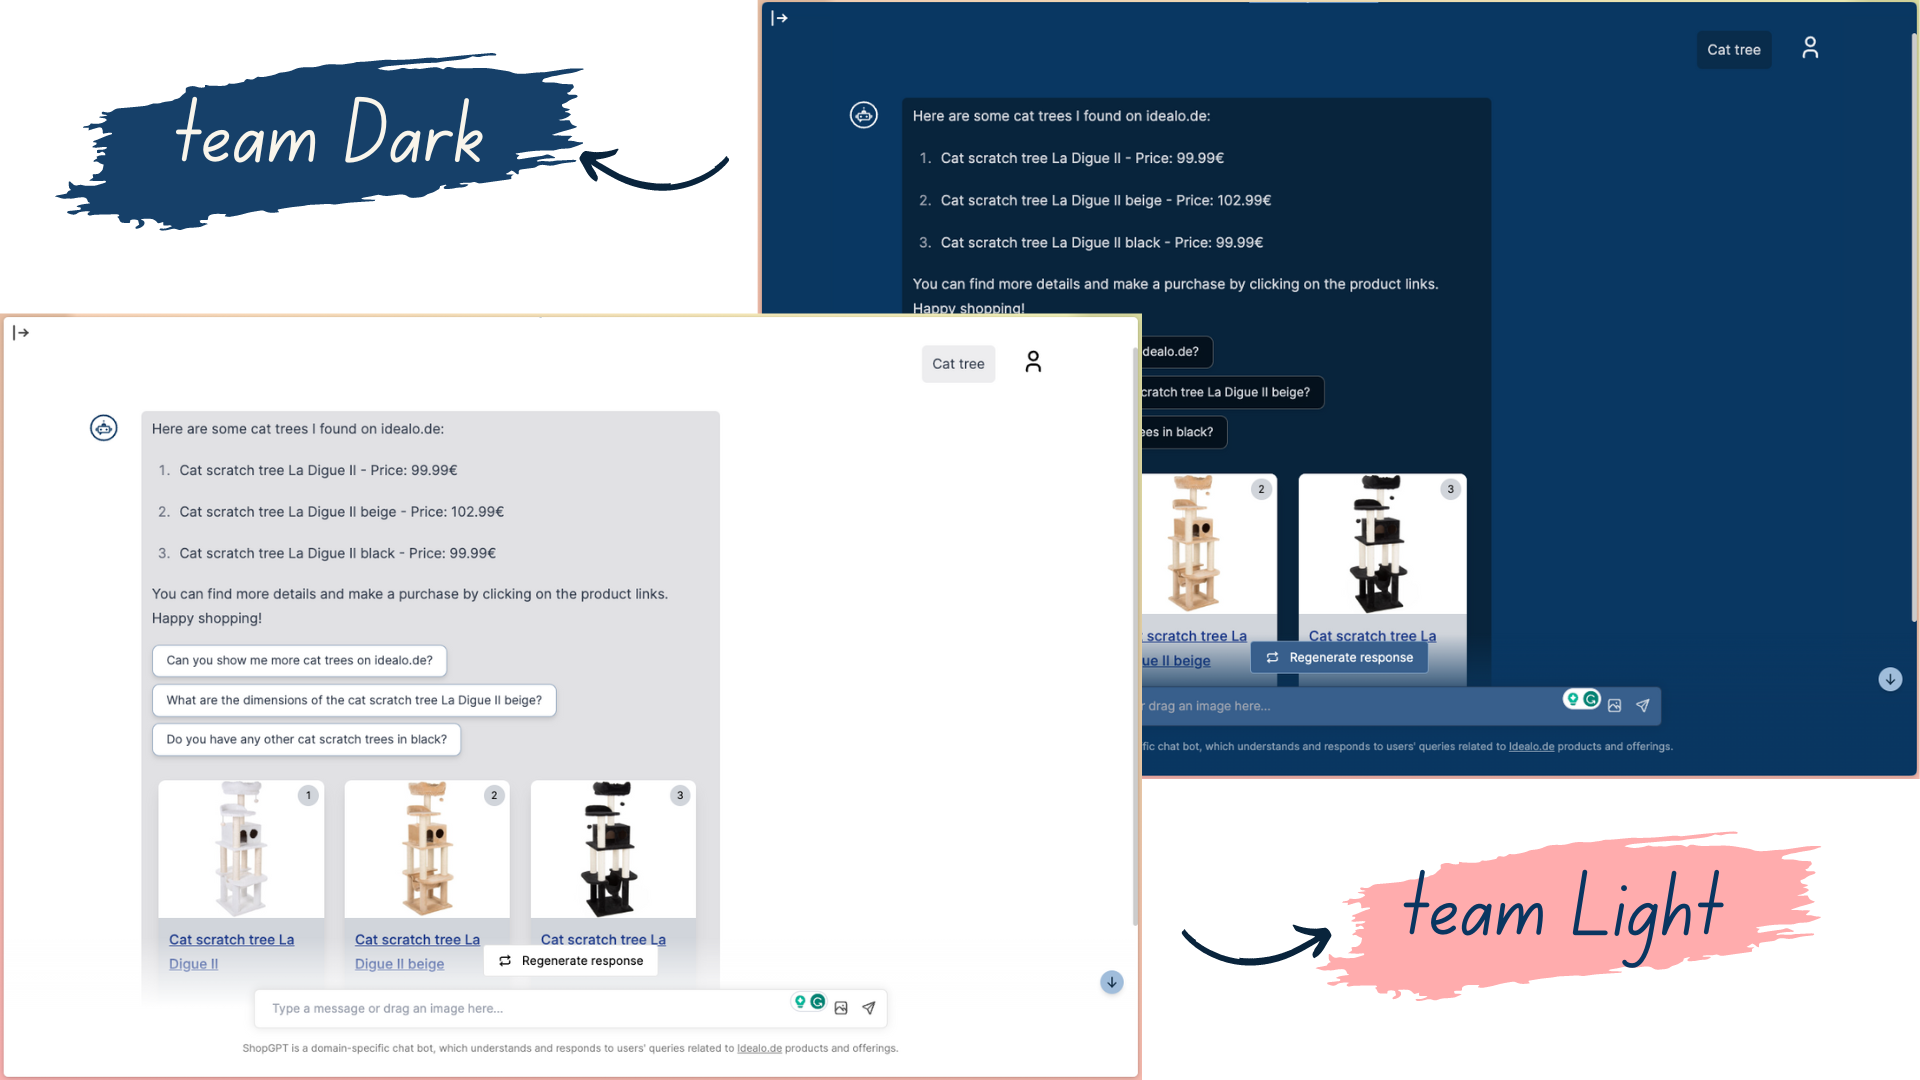 team Dark
Cat tree
Here are some cat trees I found on idealo.de:
1. Cat scratch tree La Digue II - Price: 99.99€
2. Cat scratch tree La Digue II beige - Price: 102.99€
3. Cat scratch tree La Digue II black - Price: 99.99€
You can find more details and make a purchase by clicking on the product links.
Happy shopping!
dealo.de?
cratch tree La Digue II beige?
ees in black?
2
3
scratch tree La
ue II beige
Cat scratch tree La
Regenerate response
r drag an image here...
fic chat bot, which understands and responds to users' queries related to Idealo.de products and offerings.
Cat tree
Here are some cat trees I found on idealo.de:
1. Cat scratch tree La Digue II - Price: 99.99€
2. Cat scratch tree La Digue II beige - Price: 102.99€
3. Cat scratch tree La Digue II black - Price: 99.99€
You can find more details and make a purchase by clicking on the product links.
Happy shopping!
Can you show me more cat trees on idealo.de?
What are the dimensions of the cat scratch tree La Digue II beige?
Do you have any other cat scratch trees in black?
1
2
3
Cat scratch tree La
Digue II
Cat scratch tree La
Digue II beige
Cat scratch tree La
Regenerate response
Type a message or drag an image here...
ShopGPT is a domain-specific chat bot, which understands and responds to users' queries related to Idealo.de products and offerings.
team Light